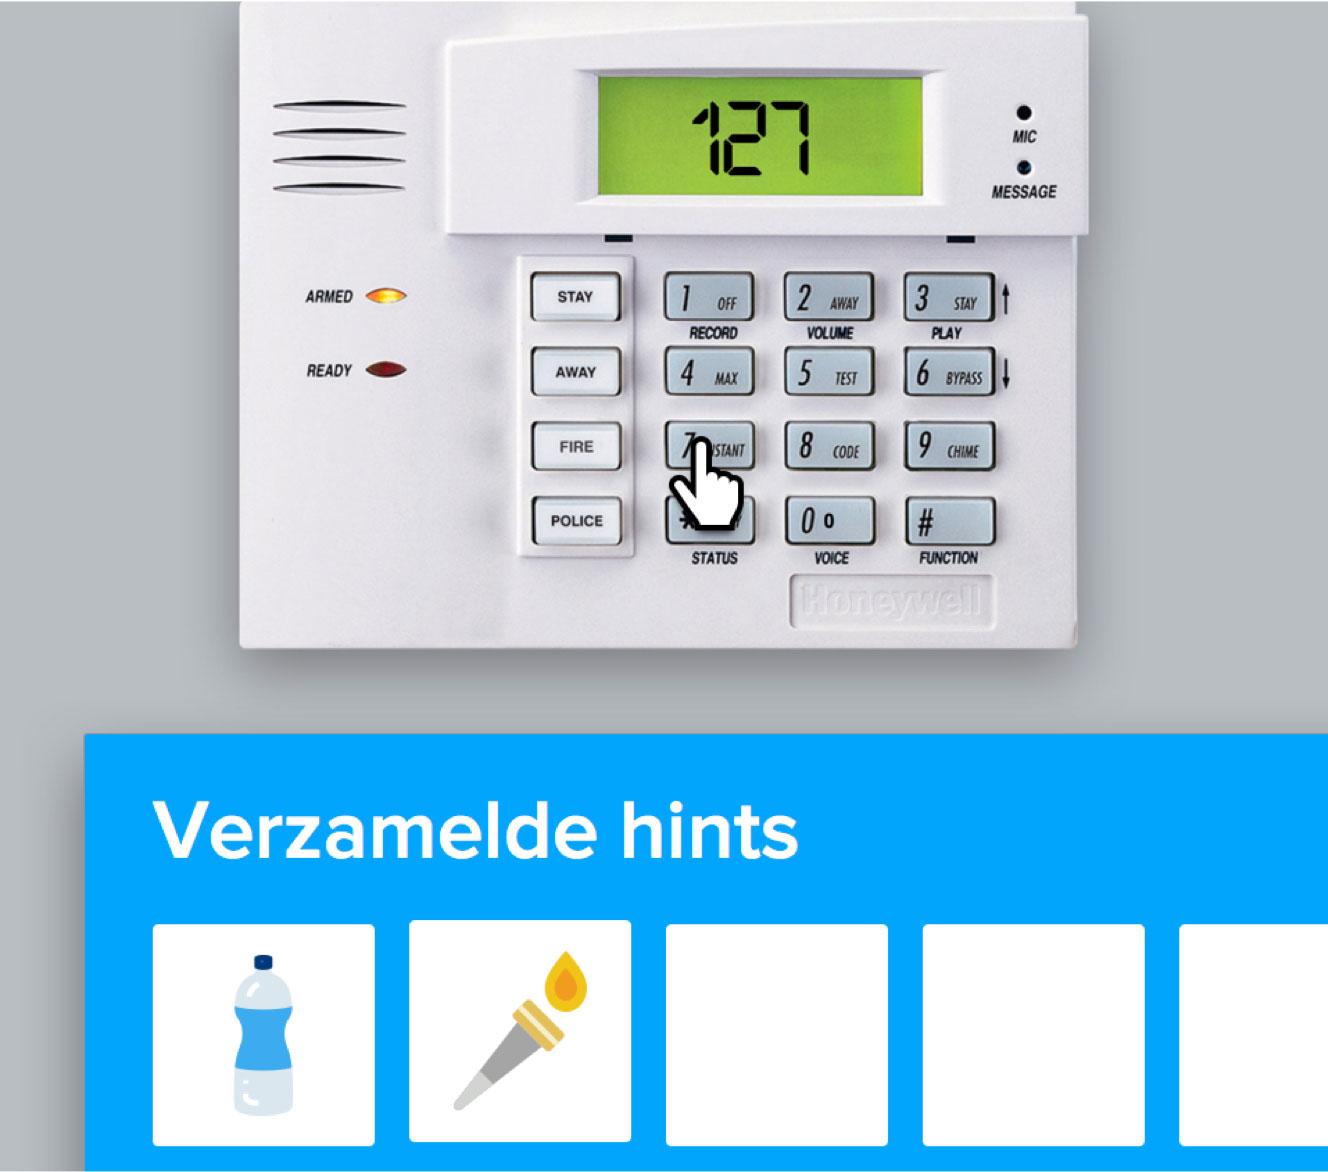 127
MIC
MESSAGE
ARMED
READY
STAY
AWAY
FIRE
POLICE
1 OFF
2 AWAY
3 STAY
RECORD
VOLUME
PLAY
4 MAX
5 TEST
6 BYPASS
7 STANT
8 CODE
9 CHIME
*
0 0
#
STATUS
VOICE
FUNCTION
Honeywell
Verzamelde hints